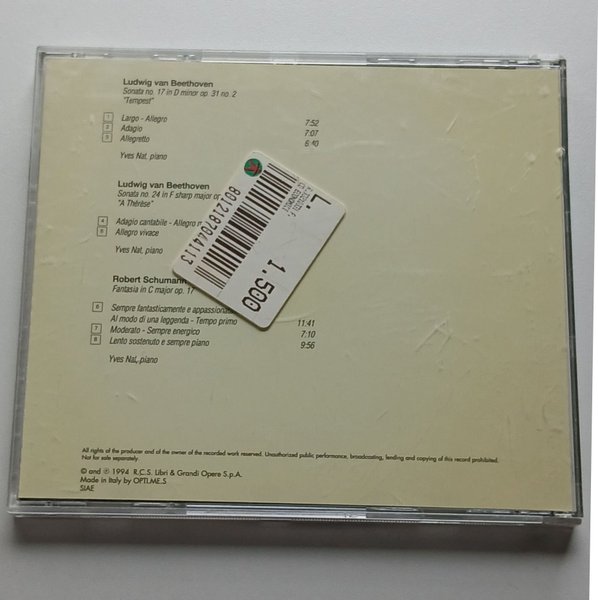 Ludwig van Beethoven
Sonata no. 17 in D minor op. 31 no. 2
"Tempest"
1 Largo - Allegro 7:52
2 Adagio 7:07
3 Allegretto 8:40
Yves Nat, piano
Ludwig van Beethoven
Sonata no. 24 in F sharp major op
"A Thérèse"
4 Adagio cantabile - Allegro
5 Allegro vivace
Yves Nat, piano
Robert Schumann
Fantasia in C major op. 17
6 Sempre fantasticamente e appassionata
Al modo di una leggenda - Tempo primo 11:41
7 Moderato - Sempre energico 7:10
8 Lento sostenuto e sempre piano 9:56
Yves Nat, piano
8012187044113
L. 1.500
All rights of the producer and of the owner of the recorded work reserved. Unauthorized public performance, broadcasting, lending and copying of this record prohibited.
Not for sale separately.
© and ℗ 1994 R.C.S. Libri & Grandi Opere S.p.A.
Made in Italy by OPTI.ME.S
SIAE